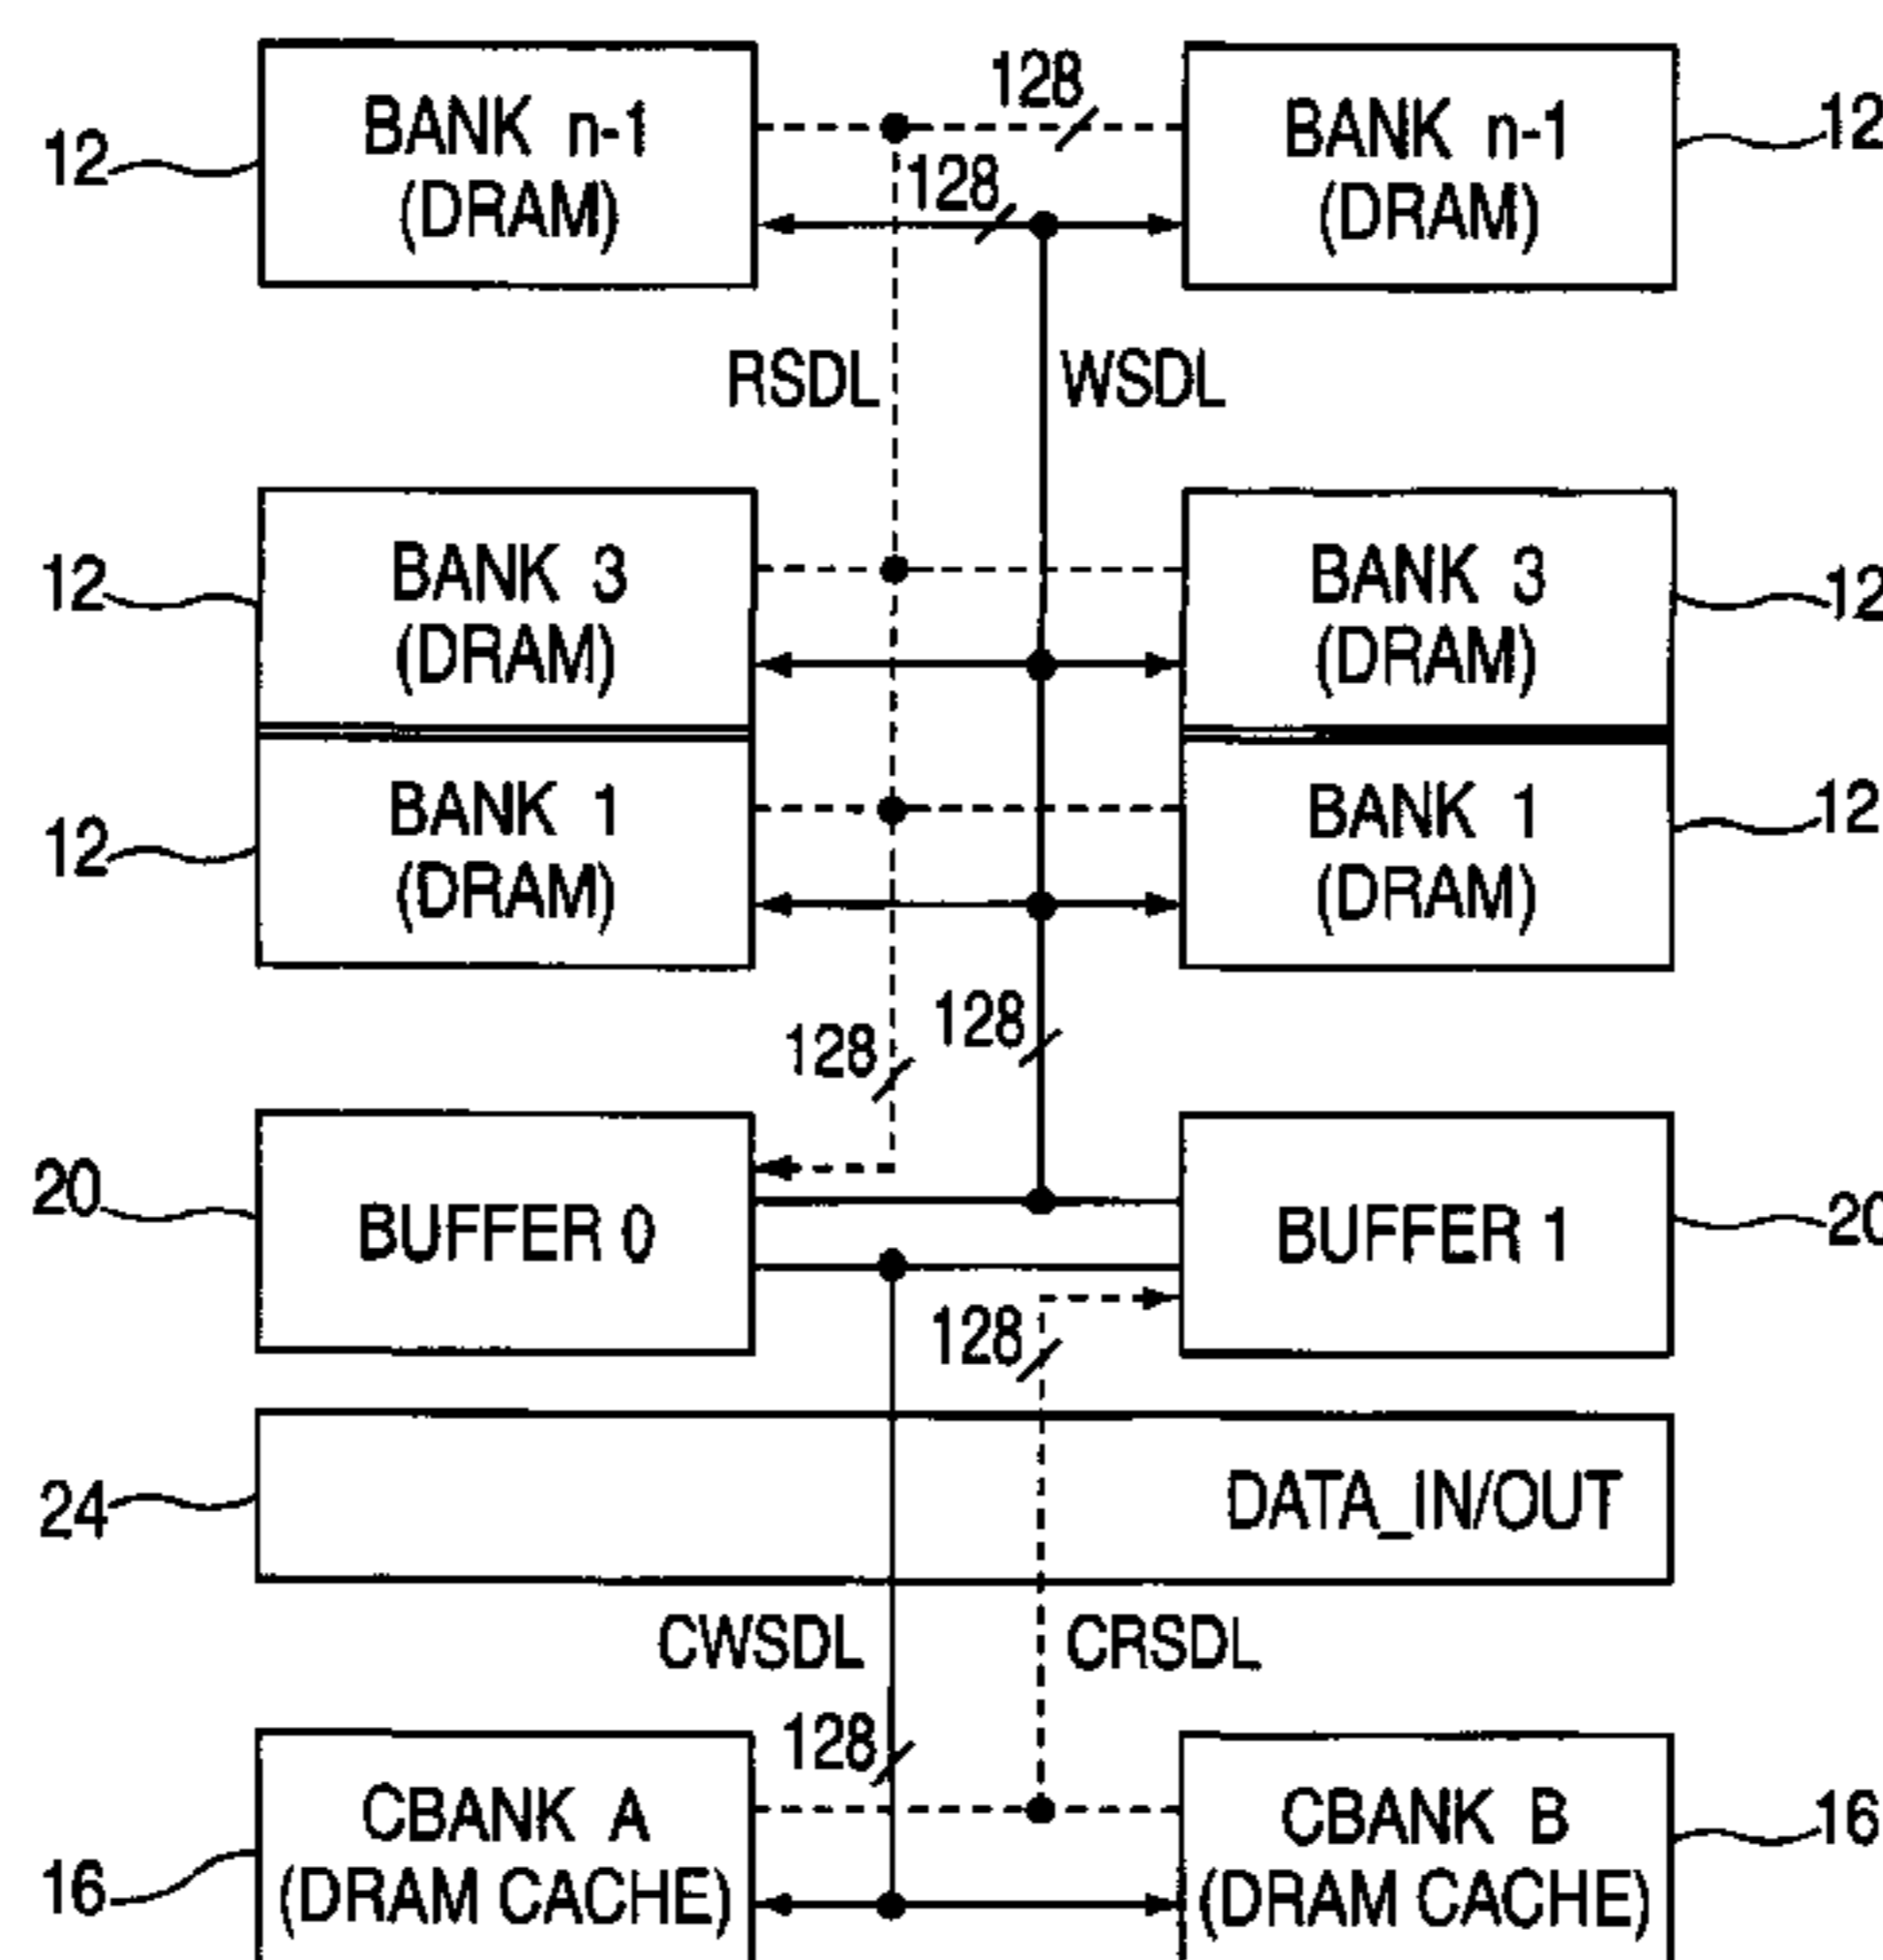 128
12 BANK n-1 BANK n-1 12
(DRAM) 128 (DRAM)
RSDL WSDL
12 BANK 3 BANK 3 12
(DRAM) (DRAM)
12 BANK 1 BANK 1 12
(DRAM) (DRAM)
128 128
20 BUFFER 0 BUFFER 1 20
128
24 DATA_IN/OUT
CWSDL CRSDL
128
CBANK A CBANK B 16
16 (DRAM CACHE) (DRAM CACHE)